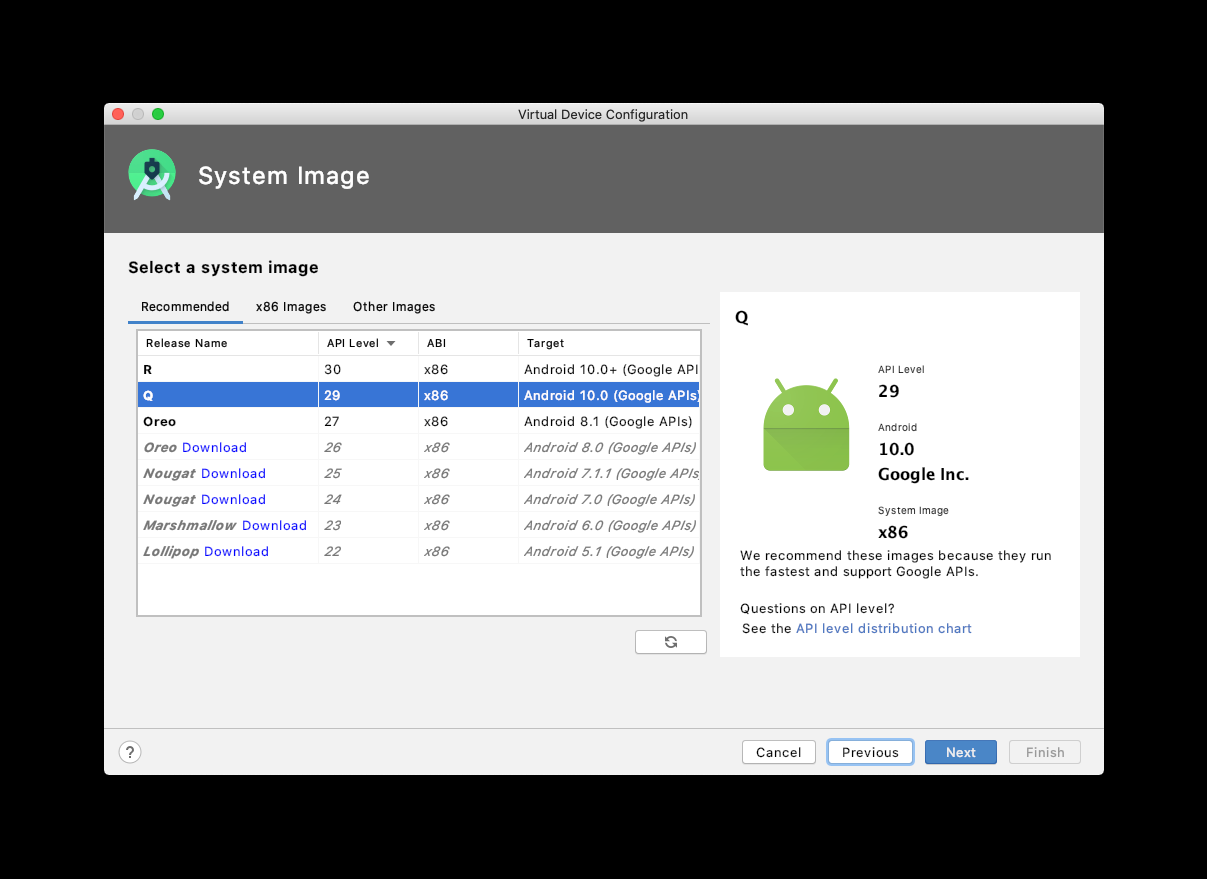 Virtual Device Configuration
System Image
Select a system image
Recommended x86 Images Other Images
Release Name API Level ABI Target
R 30 x86 Android 10.0+ (Google API
Q 29 x86 Android 10.0 (Google APIs)
Oreo 27 x86 Android 8.1 (Google APIs)
Oreo Download 26 x86 Android 8.0 (Google APIs)
Nougat Download 25 x86 Android 7.1.1 (Google APIs
Nougat Download 24 x86 Android 7.0 (Google APIs)
Marshmallow Download 23 x86 Android 6.0 (Google APIs)
Lollipop Download 22 x86 Android 5.1 (Google APIs)
Q
API Level
29
Android
10.0
Google Inc.
System Image
x86
We recommend these images because they run
the fastest and support Google APIs.
Questions on API level?
See the API level distribution chart
? Cancel Previous Next Finish